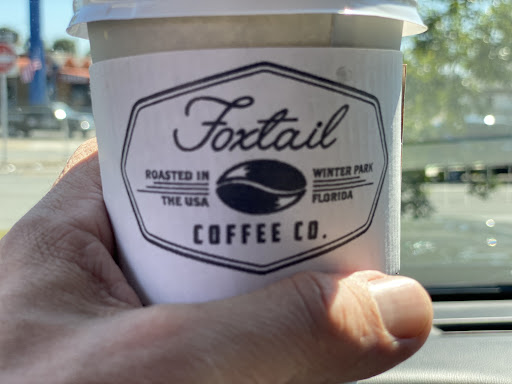 Foxtail
ROASTED IN WINTER PARK
THE USA FLORIDA
COFFEE CO.